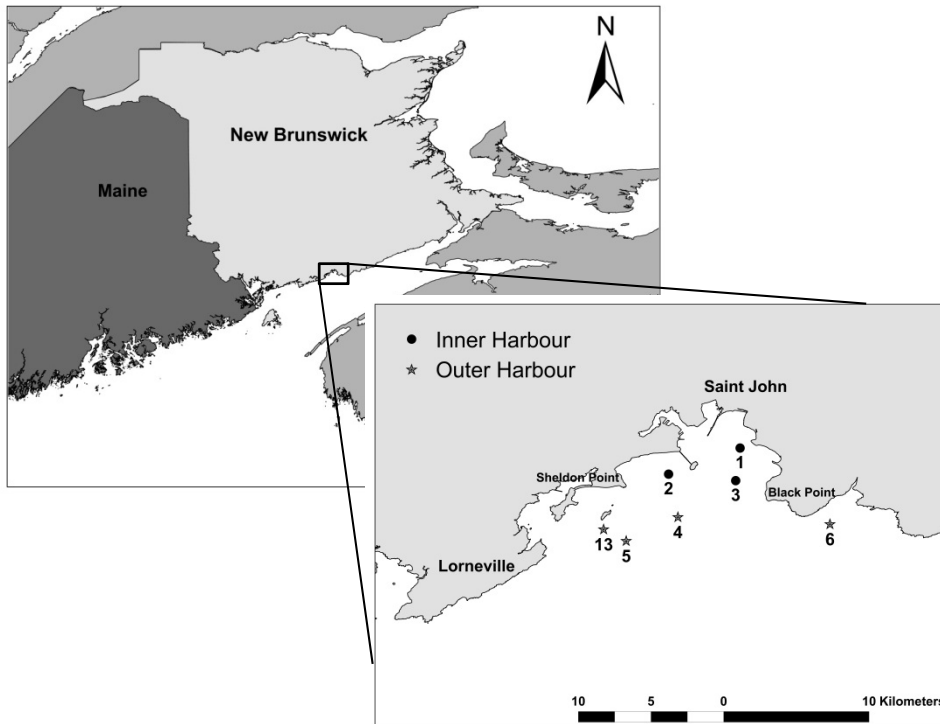 N
New Brunswick
Maine
Inner Harbour
Outer Harbour
Saint John
1
Sheldon Point
2
3
Black Point
4
6
13
5
Lorneville
10 5 0 10 Kilometers